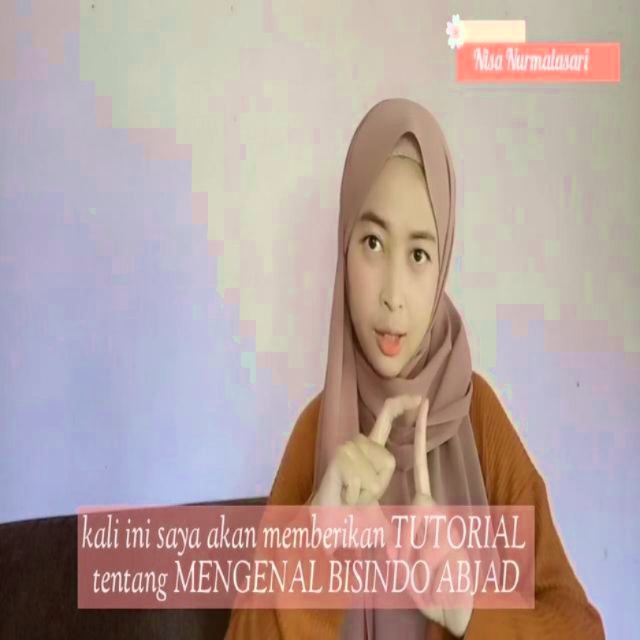 Nisa Nurmalasari
kali ini saya akan memberikan TUTORIAL
tentang MENGENAL BISINDO ABJAD